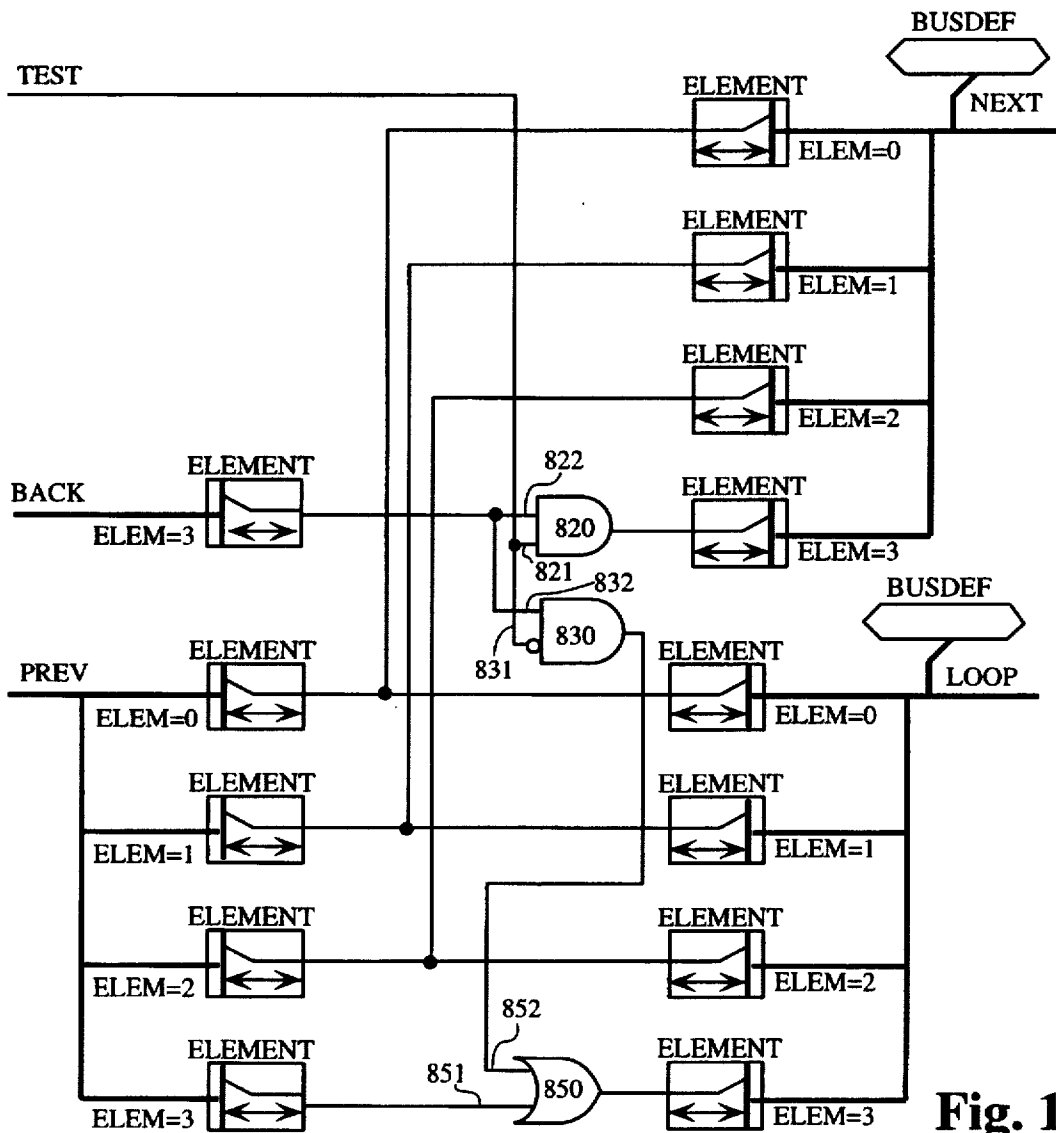 BUSDEF
TEST
NEXT
ELEMENT
ELEM=0
ELEMENT
ELEM=1
ELEMENT
ELEM=2
ELEMENT
BACK
ELEM=3
822
820
821
ELEMENT
ELEM=3
832
830
831
BUSDEF
PREV
ELEMENT
ELEM=0
ELEMENT
ELEM=0
LOOP
ELEMENT
ELEM=1
ELEMENT
ELEM=1
ELEMENT
ELEM=2
ELEMENT
ELEM=2
852
ELEMENT
ELEM=3
851
850
ELEMENT
ELEM=3
Fig. 1